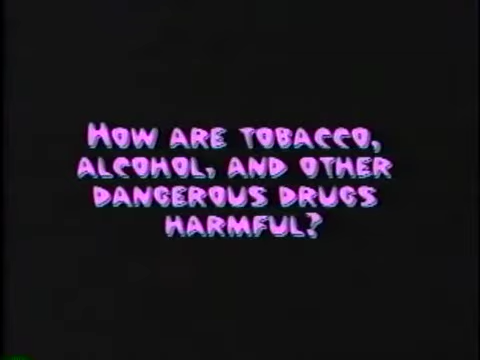 How are tobacco,
alcohol, and other
dangerous drugs
harmful?